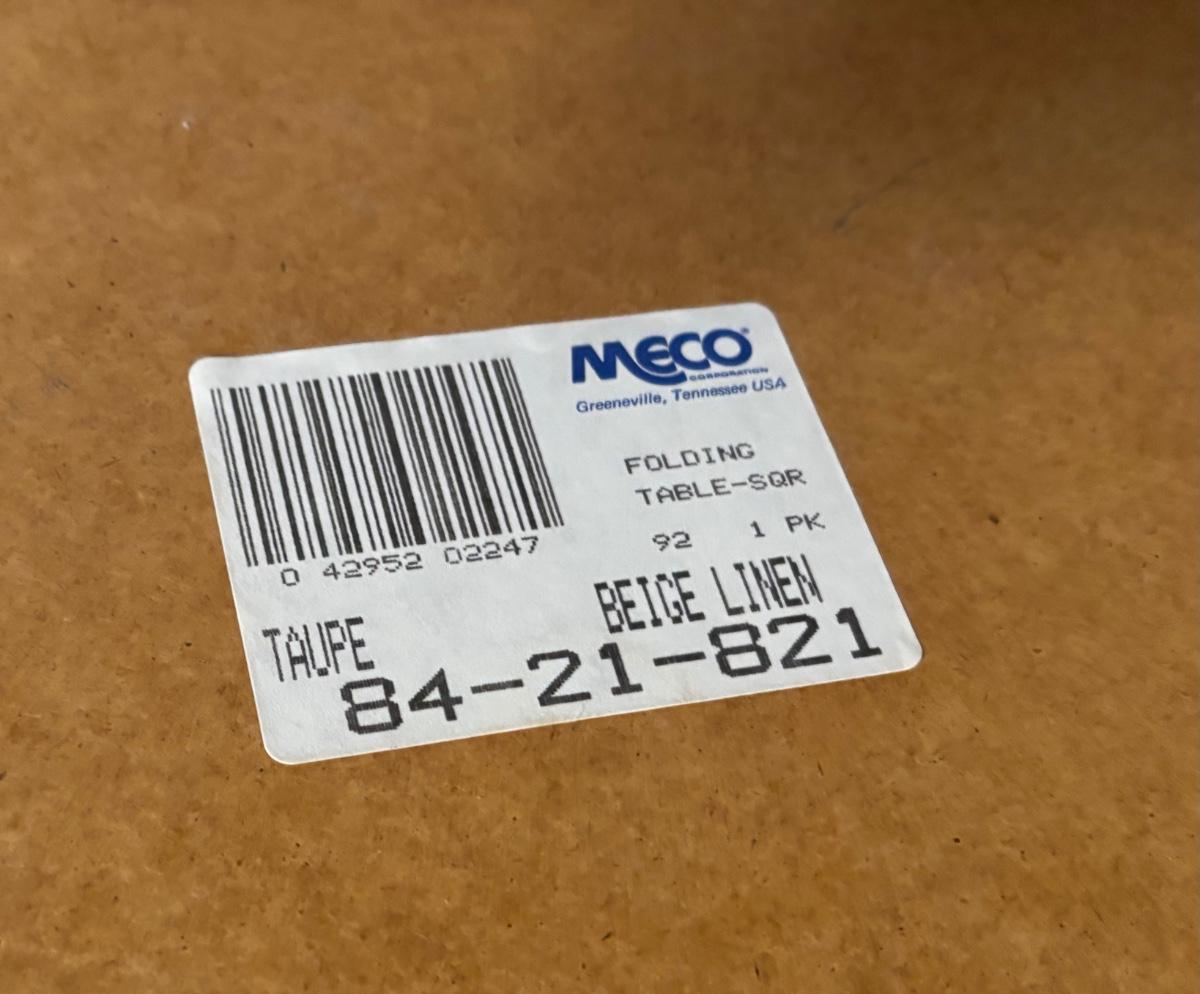 MECO®
CORPORATION
Greeneville, Tennessee USA
FOLDING
TABLE-SQR
92 1 PK
0 42952 02247
TAUPE BEIGE LINEN
84-21-821